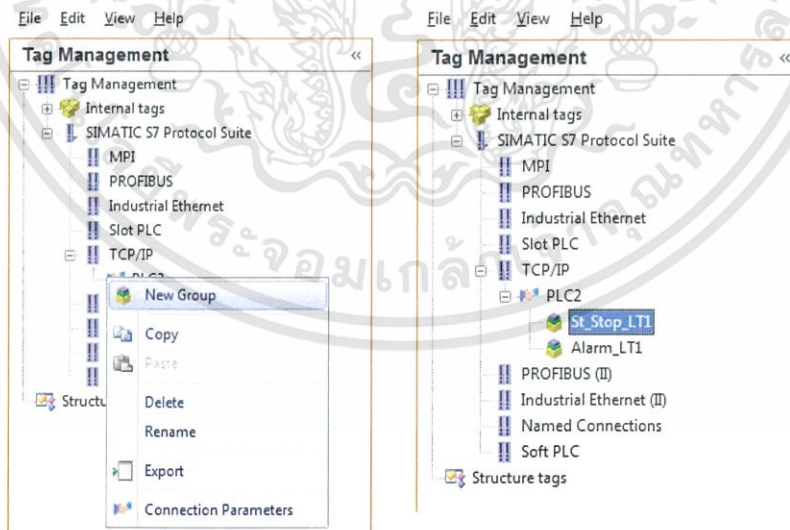 File Edit View Help
Tag Management «
Tag Management
Internal tags
SIMATIC S7 Protocol Suite
MPI
PROFIBUS
Industrial Ethernet
Slot PLC
TCP/IP
New Group
Copy
Paste
Structu
Delete
Rename
Export
Connection Parameters
File Edit View Help
Tag Management «
Tag Management
Internal tags
SIMATIC S7 Protocol Suite
MPI
PROFIBUS
Industrial Ethernet
Slot PLC
TCP/IP
PLC2
St_Stop_LT1
Alarm_LT1
PROFIBUS (II)
Industrial Ethernet (II)
Named Connections
Soft PLC
Structure tags